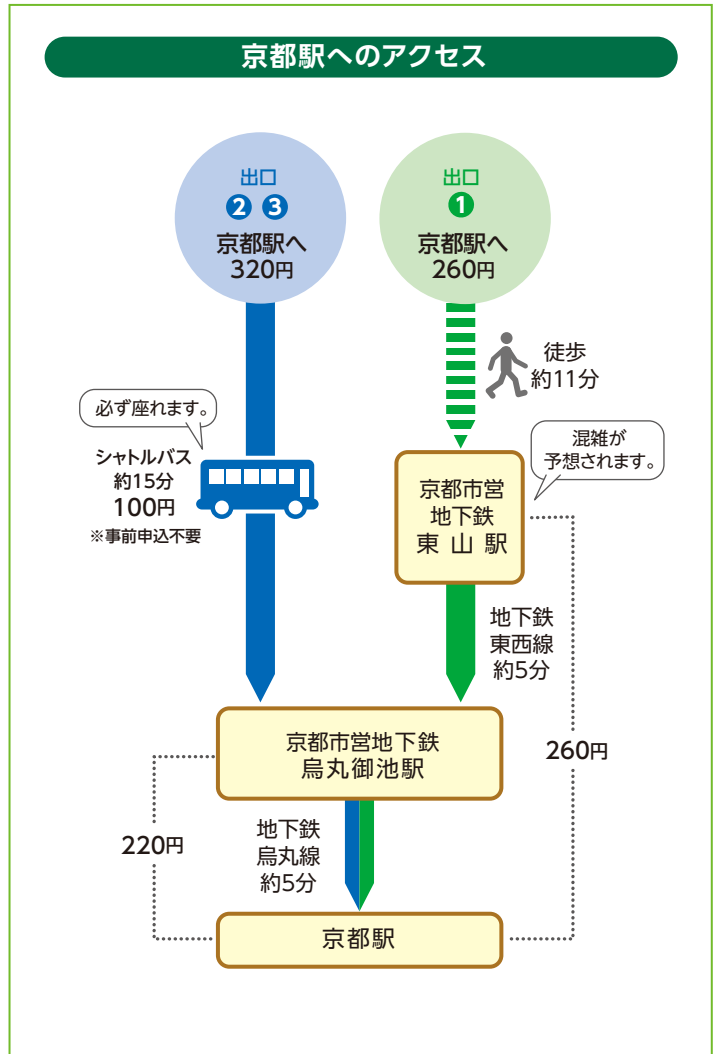 京都駅へのアクセス
出口
2 3
京都駅へ
320円
出口
1
京都駅へ
260円
徒歩
約11分
必ず座れます。
シャトルバス
約15分
100円
※事前申込不要
混雑が
予想されます。
京都市営
地下鉄
東山駅
地下鉄
東西線
約5分
京都市営地下鉄
烏丸御池駅
260円
220円
地下鉄
烏丸線
約5分
京都駅